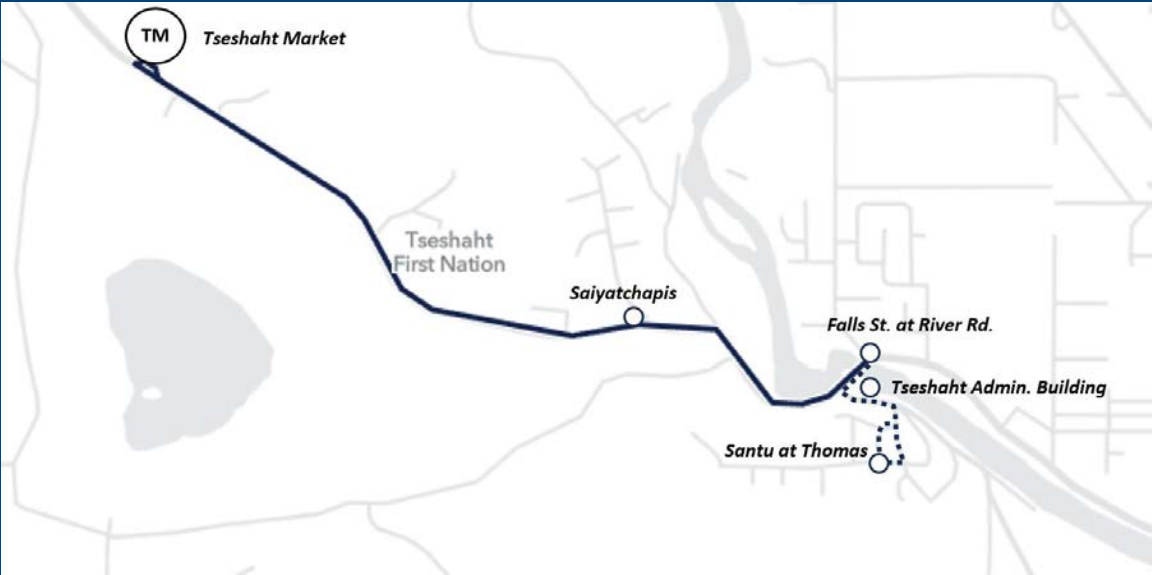 TM
Tseshaht Market
Tseshaht
First Nation
Saiyatchapis
Falls St. at River Rd.
Tseshaht Admin. Building
Santu at Thomas